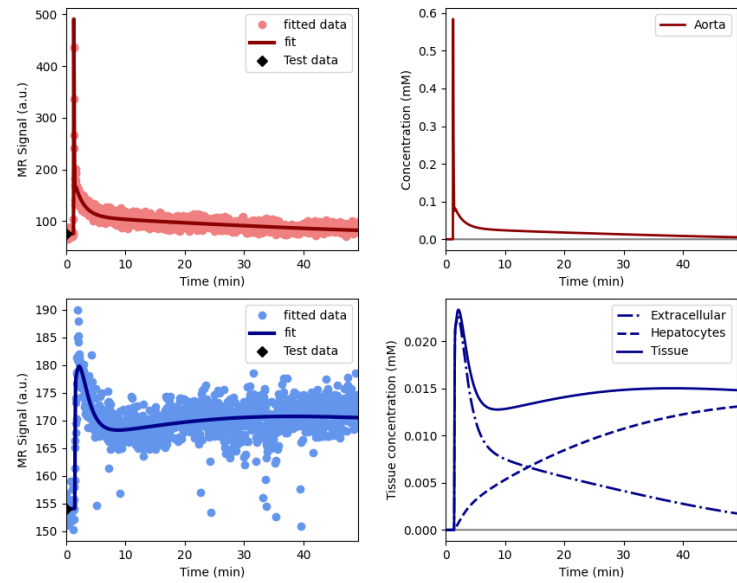 500
400
300
200
100
MR Signal (a.u.)
fitted data
fit
Test data
0
10
20
30
40
Time (min)
0.6
0.5
0.4
0.3
0.2
0.1
0.0
Concentration (mM)
Aorta
0
10
20
30
40
Time (min)
190
185
180
175
170
165
160
155
150
MR Signal (a.u.)
fitted data
fit
Test data
0
10
20
30
40
Time (min)
0.020
0.015
0.010
0.005
0.000
Tissue concentration (mM)
Extracellular
Hepatocytes
Tissue
0
10
20
30
40
Time (min)